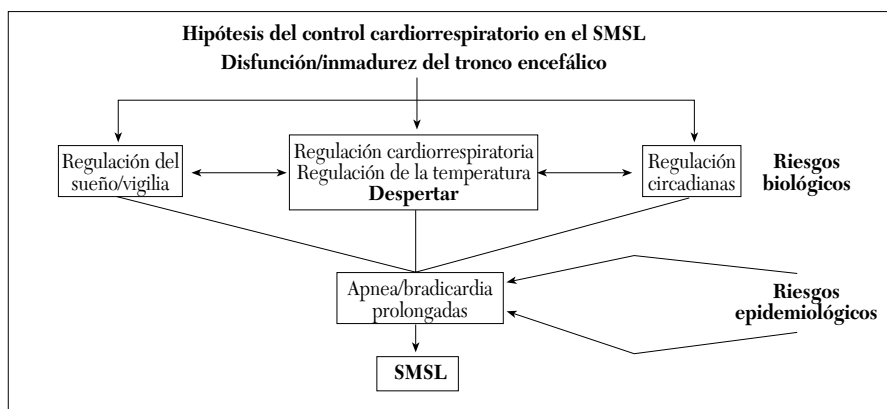 Hipótesis del control cardiorrespiratorio en el SMSL
Disfunción/inmadurez del tronco encefálico
Regulación del
sueño/vigilia
Regulación cardiorrespiratoria
Regulación de la temperatura
Despertar
Regulación
circadianas
Riesgos
biológicos
Apnea/bradicardia
prolongadas
Riesgos
epidemiológicos
SMSL